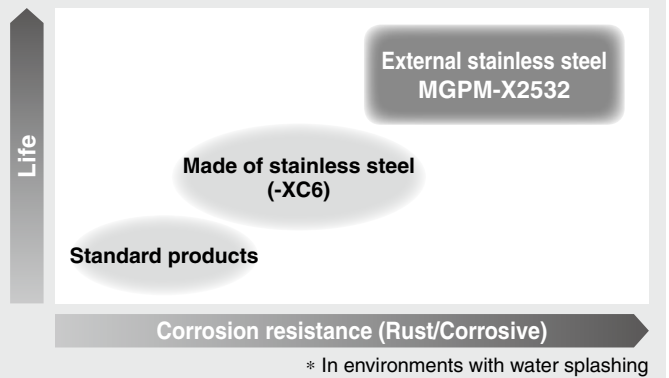 External stainless steel
MGPM-X2532
Life
Made of stainless steel
(-XC6)
Standard products
Corrosion resistance (Rust/Corrosive)
* In environments with water splashing